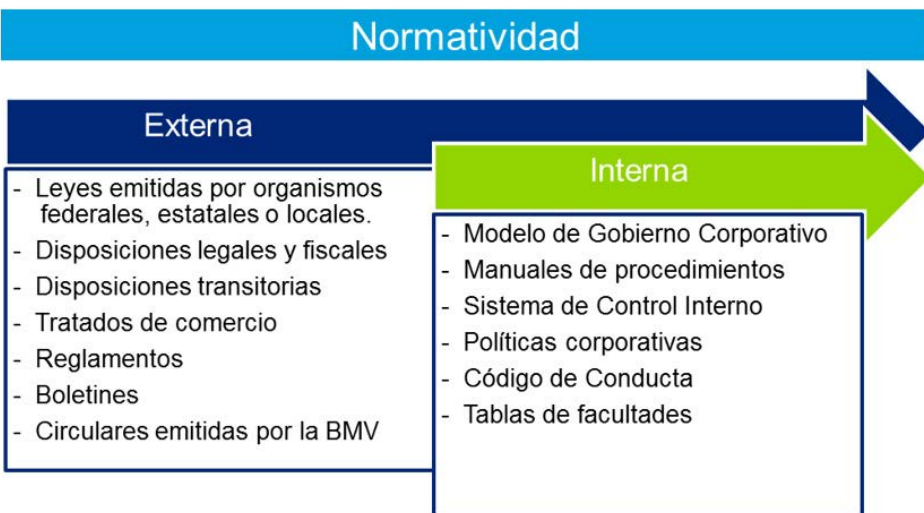 Normatividad
Externa
- Leyes emitidas por organismos
federales, estatales o locales.
- Disposiciones legales y fiscales
- Disposiciones transitorias
- Tratados de comercio
- Reglamentos
- Boletines
- Circulares emitidas por la BMV
Interna
- Modelo de Gobierno Corporativo
- Manuales de procedimientos
- Sistema de Control Interno
- Políticas corporativas
- Código de Conducta
- Tablas de facultades